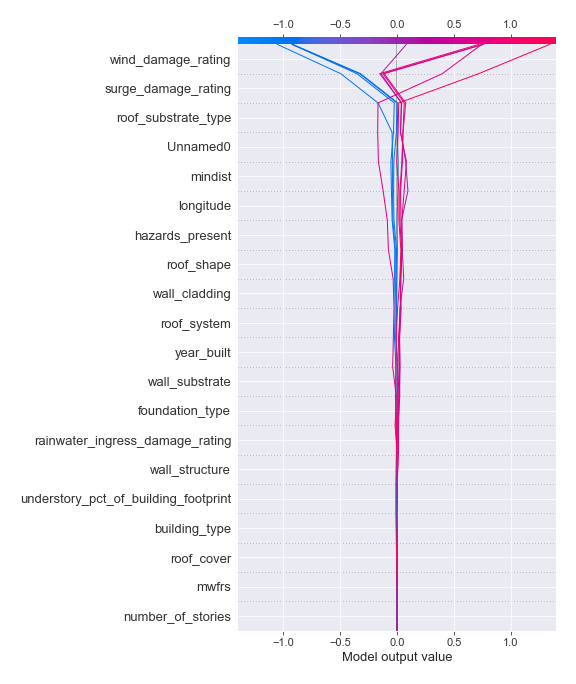 −1.0 −0.5 0.0 0.5 1.0
wind_damage_rating
surge_damage_rating
roof_substrate_type
Unnamed0
mindist
longitude
hazards_present
roof_shape
wall_cladding
roof_system
year_built
wall_substrate
foundation_type
rainwater_ingress_damage_rating
wall_structure
understory_pct_of_building_footprint
building_type
roof_cover
mwfrs
number_of_stories
−1.0 −0.5 0.0 0.5 1.0
Model output value